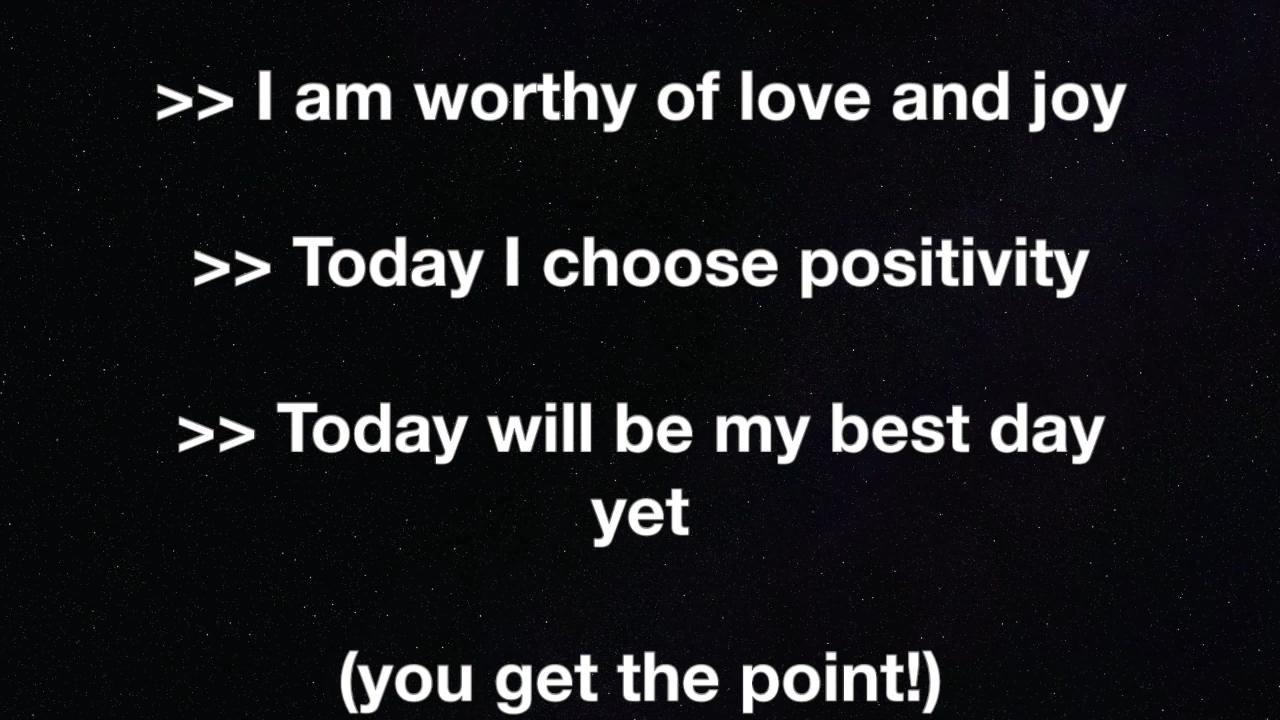 >> I am worthy of love and joy
>> Today I choose positivity
>> Today will be my best day
yet
(you get the point!)